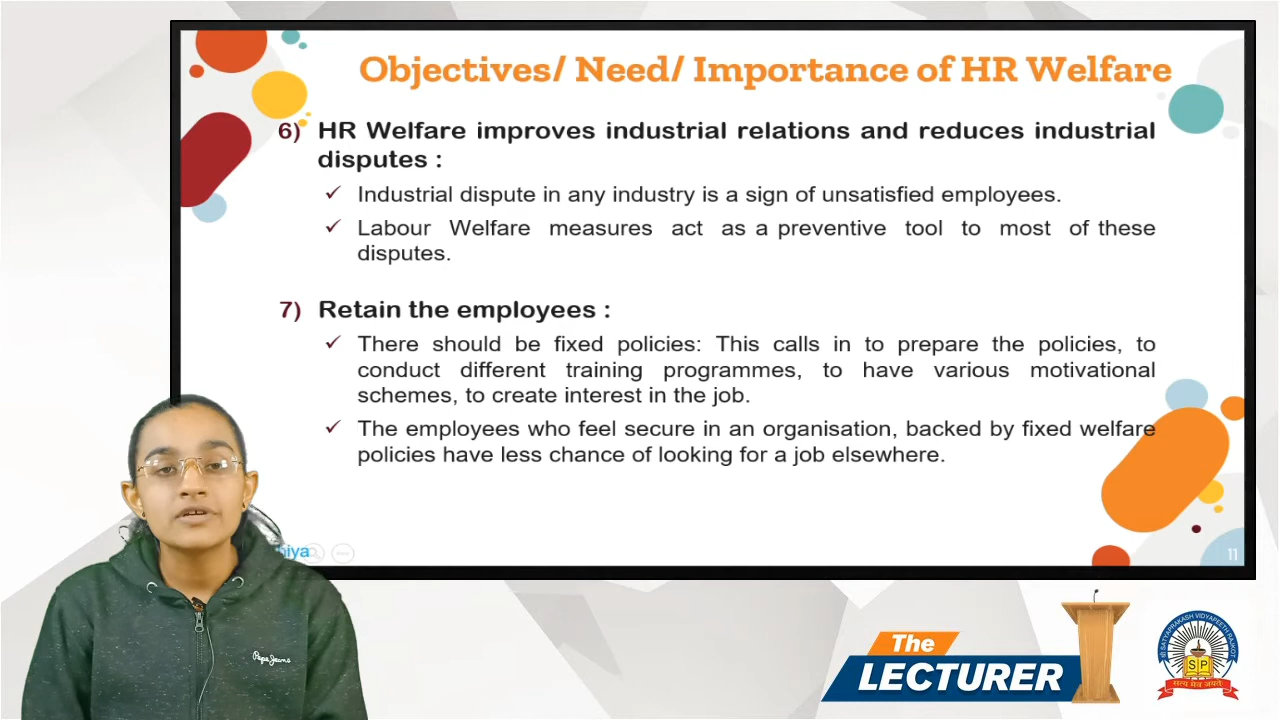 Objectives/ Need/ Importance of HR Welfare
6) HR Welfare improves industrial relations and reduces industrial
disputes :
✓ Industrial dispute in any industry is a sign of unsatisfied employees.
✓ Labour Welfare measures act as a preventive tool to most of these
disputes.
7) Retain the employees :
✓ There should be fixed policies: This calls in to prepare the policies, to
conduct different training programmes, to have various motivational
schemes, to create interest in the job.
✓ The employees who feel secure in an organisation, backed by fixed welfare
policies have less chance of looking for a job elsewhere.
11
Pepe Jeans
The
LECTURER
SATYAPRAKASH VIDYAPEETH RAJKOT
S P
सत्य मेव जयते